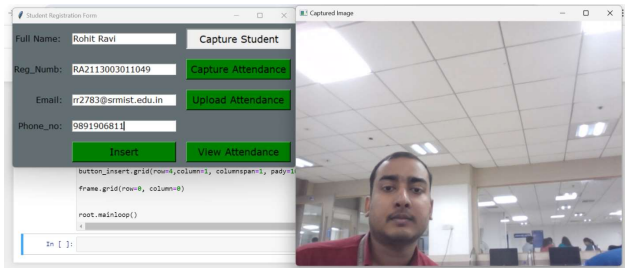 Student Registration Form
Full Name: Rohit Ravi Capture Student
Reg_Numb: RA2113003011049 Capture Attendance
Email: rr2783@srmist.edu.in Upload Attendance
Phone_no: 9891906811
Insert View Attendance
button_insert.grid(row=4,column=1, columnspan=1, pady=1
frame.grid(row=0, column=0)
root.mainloop()
In [ ]:
Captured Image